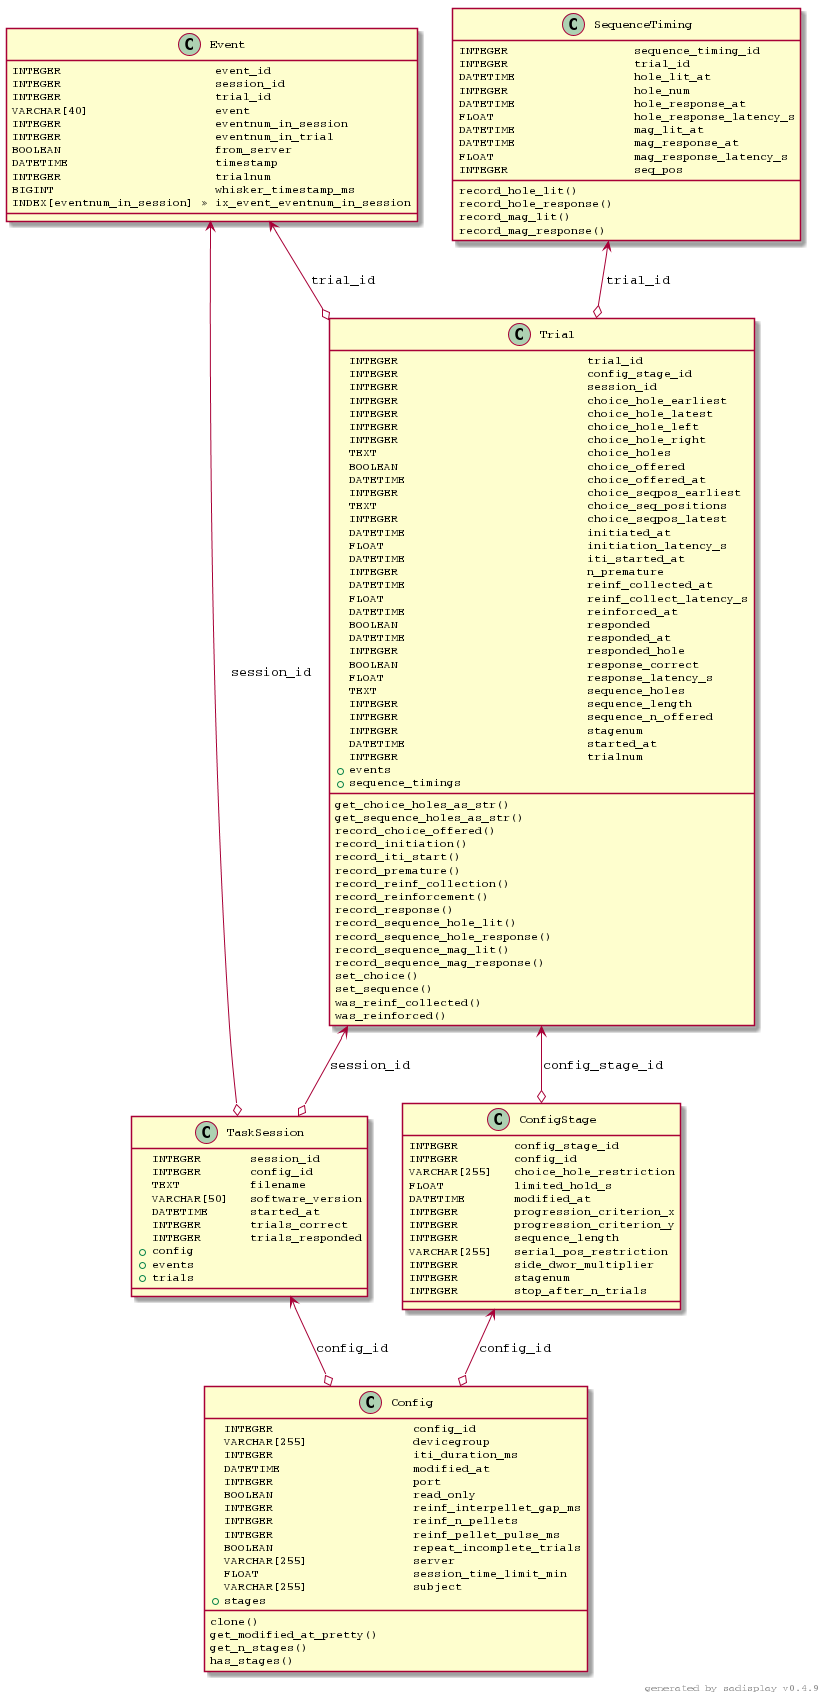 C Event
INTEGER event_id
INTEGER session_id
INTEGER trial_id
VARCHAR[40] event
INTEGER eventnum_in_session
INTEGER eventnum_in_trial
BOOLEAN from_server
DATETIME timestamp
INTEGER trialnum
BIGINT whisker_timestamp_ms
INDEX[eventnum_in_session] » ix_event_eventnum_in_session
C SequenceTiming
INTEGER sequence_timing_id
INTEGER trial_id
DATETIME hole_lit_at
INTEGER hole_num
DATETIME hole_response_at
FLOAT hole_response_latency_s
DATETIME mag_lit_at
DATETIME mag_response_at
FLOAT mag_response_latency_s
INTEGER seq_pos
record_hole_lit()
record_hole_response()
record_mag_lit()
record_mag_response()
trial_id
trial_id
C Trial
INTEGER trial_id
INTEGER config_stage_id
INTEGER session_id
INTEGER choice_hole_earliest
INTEGER choice_hole_latest
INTEGER choice_hole_left
INTEGER choice_hole_right
TEXT choice_holes
BOOLEAN choice_offered
DATETIME choice_offered_at
INTEGER choice_seqpos_earliest
TEXT choice_seq_positions
INTEGER choice_seqpos_latest
DATETIME initiated_at
FLOAT initiation_latency_s
DATETIME iti_started_at
INTEGER n_premature
DATETIME reinf_collected_at
FLOAT reinf_collect_latency_s
DATETIME reinforced_at
BOOLEAN responded
DATETIME responded_at
INTEGER responded_hole
BOOLEAN response_correct
FLOAT response_latency_s
TEXT sequence_holes
INTEGER sequence_length
INTEGER sequence_n_offered
INTEGER stagenum
DATETIME started_at
INTEGER trialnum
events
sequence_timings
get_choice_holes_as_str()
get_sequence_holes_as_str()
record_choice_offered()
record_initiation()
record_iti_start()
record_premature()
record_reinf_collection()
record_reinforcement()
record_response()
record_sequence_hole_lit()
record_sequence_hole_response()
record_sequence_mag_lit()
record_sequence_mag_response()
set_choice()
set_sequence()
was_reinf_collected()
was_reinforced()
session_id
session_id
config_stage_id
C TaskSession
INTEGER session_id
INTEGER config_id
TEXT filename
VARCHAR[50] software_version
DATETIME started_at
INTEGER trials_correct
INTEGER trials_responded
config
events
trials
C ConfigStage
INTEGER config_stage_id
INTEGER config_id
VARCHAR[255] choice_hole_restriction
FLOAT limited_hold_s
DATETIME modified_at
INTEGER progression_criterion_x
INTEGER progression_criterion_y
INTEGER sequence_length
VARCHAR[255] serial_pos_restriction
INTEGER side_dwor_multiplier
INTEGER stagenum
INTEGER stop_after_n_trials
config_id
config_id
C Config
INTEGER config_id
VARCHAR[255] devicegroup
INTEGER iti_duration_ms
DATETIME modified_at
INTEGER port
BOOLEAN read_only
INTEGER reinf_interpellet_gap_ms
INTEGER reinf_n_pellets
INTEGER reinf_pellet_pulse_ms
BOOLEAN repeat_incomplete_trials
VARCHAR[255] server
FLOAT session_time_limit_min
VARCHAR[255] subject
stages
clone()
get_modified_at_pretty()
get_n_stages()
has_stages()
generated by sadisplay v0.4.9